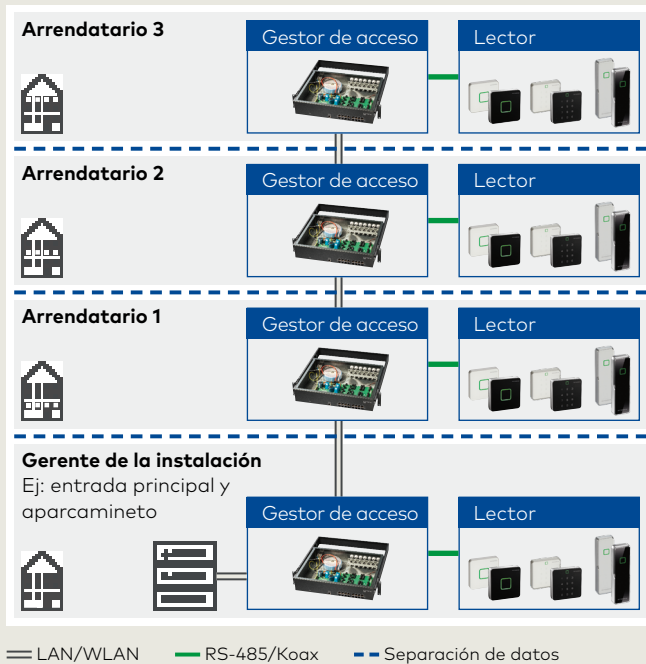 Arrendatario 3
Gestor de acceso
Lector
Arrendatario 2
Gestor de acceso
Lector
Arrendatario 1
Gestor de acceso
Lector
Gerente de la instalación
Ej: entrada principal y
aparcamineto
Gestor de acceso
Lector
LAN/WLAN
RS-485/Koax
Separación de datos